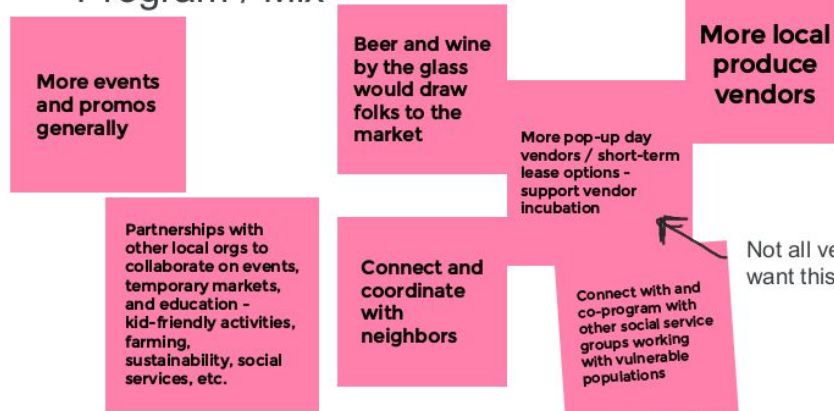 Program / Mix
More events
and promos
generally
Beer and wine
by the glass
would draw
folks to the
market
More local
produce
vendors
More pop-up day
vendors / short-term
lease options -
support vendor
incubation
Partnerships with
other local orgs to
collaborate on events,
temporary markets,
and education -
kid-friendly activities,
farming,
sustainability, social
services, etc.
Connect and
coordinate
with
neighbors
Connect with and
co-program with
other social service
groups working
with vulnerable
populations
Not all
want this